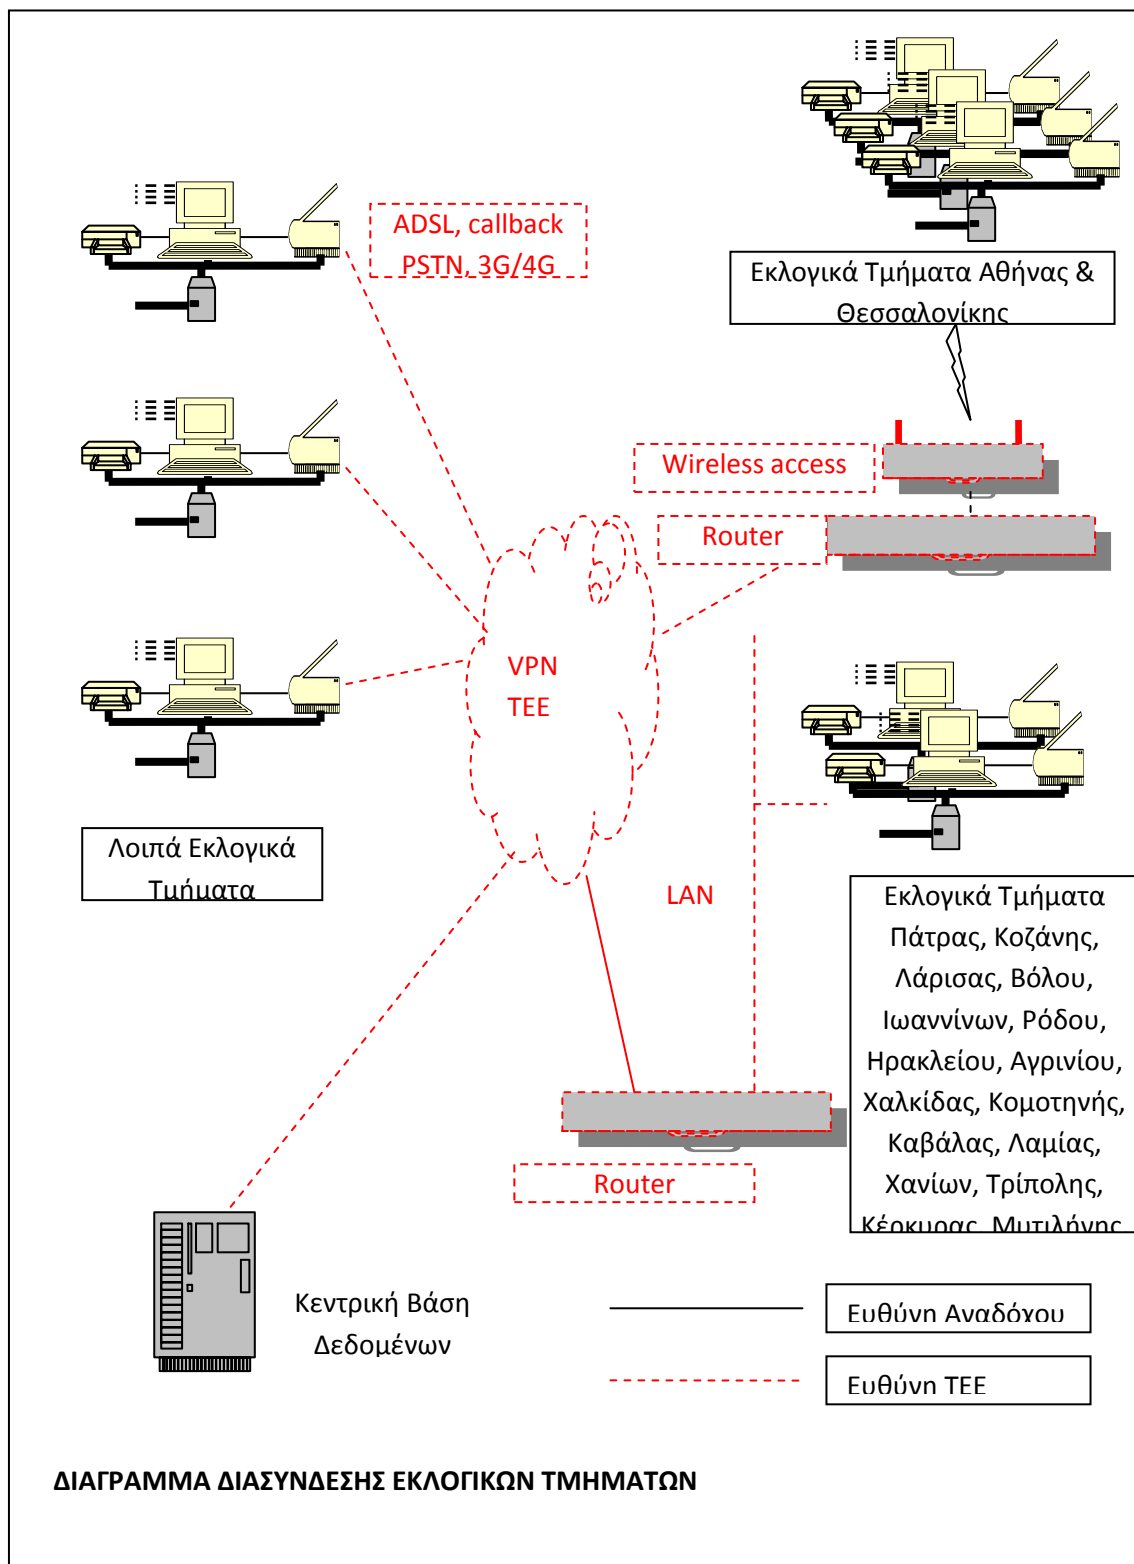 ADSL, callback
PSTN, 3G/4G
Εκλογικά Τμήματα Αθήνας &
Θεσσαλονίκης
Wireless access
Router
VPN
TEE
Λοιπά Εκλογικά
Τμήματα
LAN
Εκλογικά Τμήματα
Πάτρας, Κοζάνης,
Λάρισας, Βόλου,
Ιωαννίνων, Ρόδου,
Ηρακλείου, Αγρινίου,
Χαλκίδας, Κομοτηνής,
Καβάλας, Λαμίας,
Χανίων, Τρίπολης,
Κέρκυρας, Μυτιλήνης
Router
Κεντρική Βάση
Δεδομένων
Ευθύνη Αναδόχου
Ευθύνη ΤΕΕ
ΔΙΑΓΡΑΜΜΑ ΔΙΑΣΥΝΔΕΣΗΣ ΕΚΛΟΓΙΚΩΝ ΤΜΗΜΑΤΩΝ